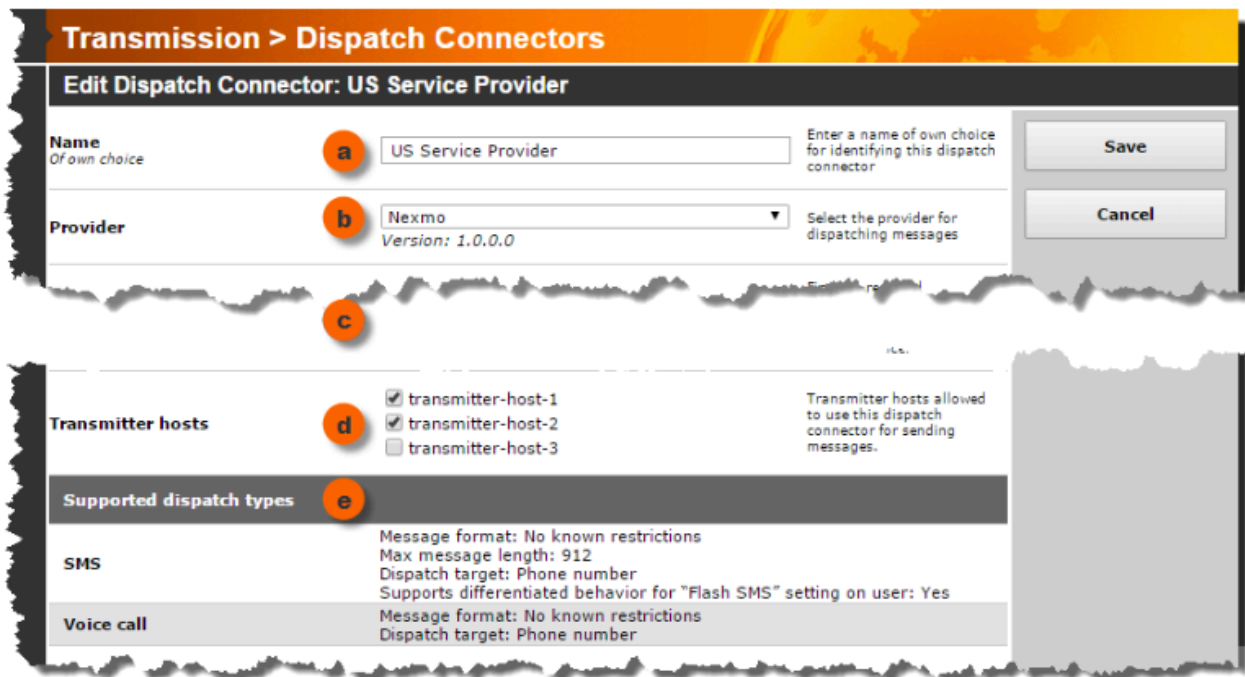 Transmission > Dispatch Connectors
Edit Dispatch Connector: US Service Provider
Name
Of own choice
a
US Service Provider
Enter a name of own choice
for identifying this dispatch
connector
Save
Provider
b
Nexmo
Version: 1.0.0.0
Select the provider for
dispatching messages
Cancel
c
Transmitter hosts
d
transmitter-host-1
transmitter-host-2
transmitter-host-3
Transmitter hosts allowed
to use this dispatch
connector for sending
messages.
Supported dispatch types
e
SMS
Message format: No known restrictions
Max message length: 912
Dispatch target: Phone number
Supports differentiated behavior for "Flash SMS" setting on user: Yes
Voice call
Message format: No known restrictions
Dispatch target: Phone number